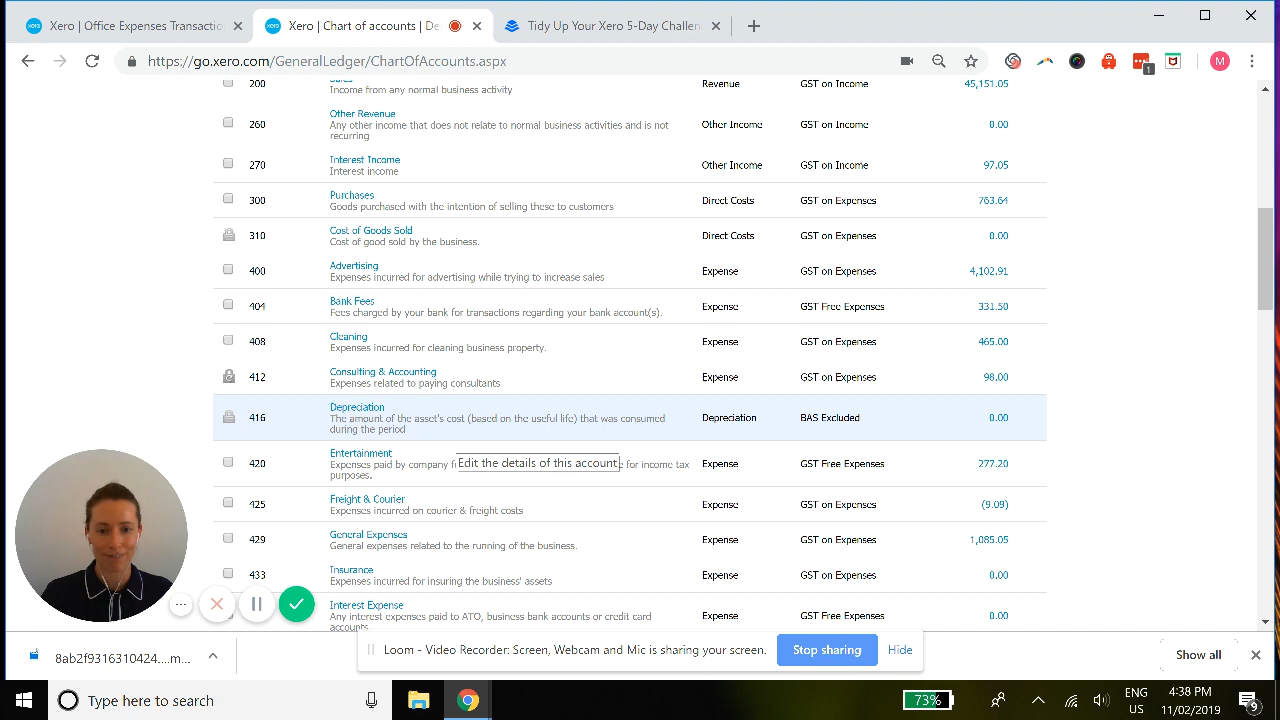 Xero | Office Expenses Transactio
Xero | Chart of accounts | De
Tidy Up Your Xero 5-Day Challen
https://go.xero.com/GeneralLedger/ChartOfAccounts.aspx
1
M
200 Sales Revenue GST on Income 45,151.05
Income from any normal business activity
260 Other Revenue Other Income GST on Income 0.00
Any other income that does not relate to normal business activities and is not
recurring
270 Interest Income Other Income GST on Income 97.05
Interest income
300 Purchases Direct Costs GST on Expenses 763.64
Goods purchased with the intention of selling these to customers
310 Cost of Goods Sold Direct Costs GST on Expenses 0.00
Cost of good sold by the business.
400 Advertising Expense GST on Expenses 4,102.91
Expenses incurred for advertising while trying to increase sales
404 Bank Fees Expense GST Free Expenses 331.50
Fees charged by your bank for transactions regarding your bank account(s).
408 Cleaning Expense GST on Expenses 465.00
Expenses incurred for cleaning business property.
412 Consulting & Accounting Expense GST on Expenses 98.00
Expenses related to paying consultants
416 Depreciation Depreciation BAS Excluded 0.00
The amount of the asset's cost (based on the useful life) that was consumed
during the period
420 Entertainment Expense GST Free Expenses 277.20
Expenses paid by company f Edit the details of this account for income tax
purposes.
425 Freight & Courier Expense GST on Expenses (9.09)
Expenses incurred on courier & freight costs
429 General Expenses Expense GST on Expenses 1,085.05
General expenses related to the running of the business.
433 Insurance Expense GST on Expenses 0.00
Expenses incurred for insuring the business' assets
Interest Expense Expense GST Free Expenses 0.00
Any interest expenses paid to ATO, business bank accounts or credit card
accounts.
8ab2f9316310424....m...
Loom - Video Recorder: Screen, Webcam and Mic is sharing your screen.
Stop sharing
Hide
Show all
Type here to search
73%
ENG
US
4:38 PM
11/02/2019
9